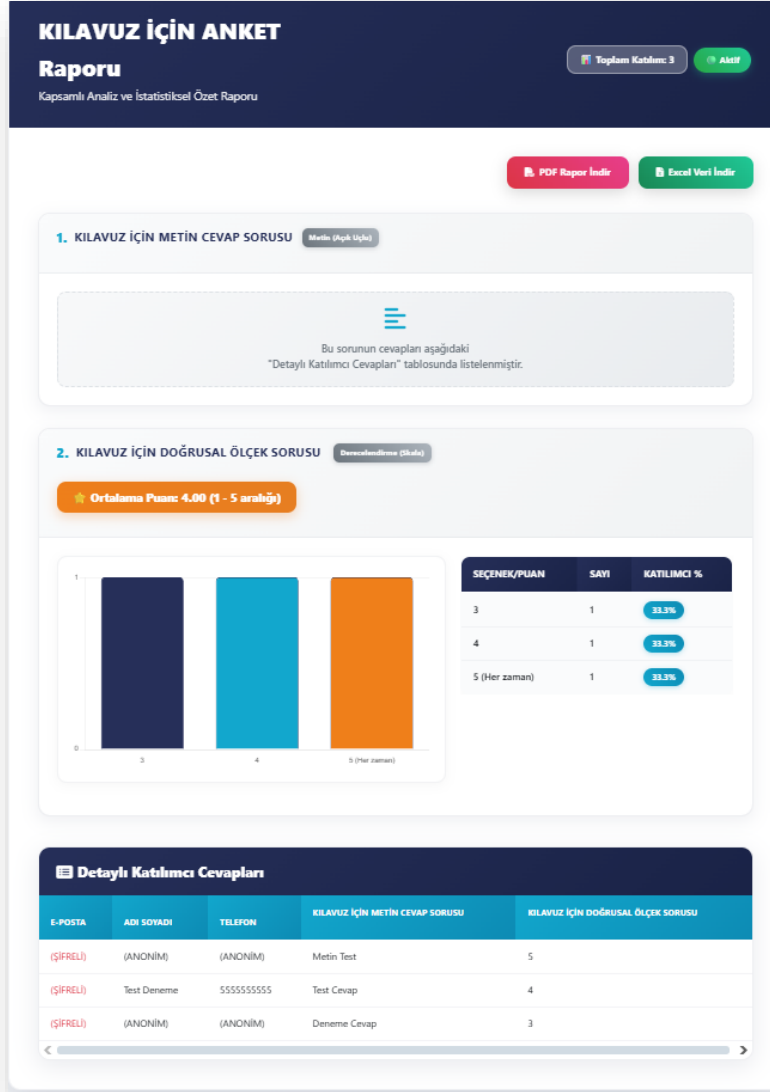 KILAVUZ İÇİN ANKET
Raporu
Kapsamlı Analiz ve İstatistiksel Özet Raporu
Toplam Katılım: 3
Aktif
PDF Rapor İndir
Excel Veri İndir
1. KILAVUZ İÇİN METİN CEVAP SORUSU Metin (Açık Uçlu)
Bu sorunun cevapları aşağıdaki
"Detaylı Katılımcı Cevapları" tablosunda listelenmiştir.
2. KILAVUZ İÇİN DOĞRUSAL ÖLÇEK SORUSU Derecelendirme (Skala)
Ortalama Puan: 4.00 (1 - 5 aralığı)
1
0
3 4 5 (Her zaman)
SEÇENEK/PUAN SAYI KATILIMCI %
3 1 33.3%
4 1 33.3%
5 (Her zaman) 1 33.3%
Detaylı Katılımcı Cevapları
E-POSTA ADI SOYADI TELEFON KILAVUZ İÇİN METİN CEVAP SORUSU KILAVUZ İÇİN DOĞRUSAL ÖLÇEK SORUSU
(ŞİFRELİ) (ANONİM) (ANONİM) Metin Test 5
(ŞİFRELİ) Test Deneme 5555555555 Test Cevap 4
(ŞİFRELİ) (ANONİM) (ANONİM) Deneme Cevap 3